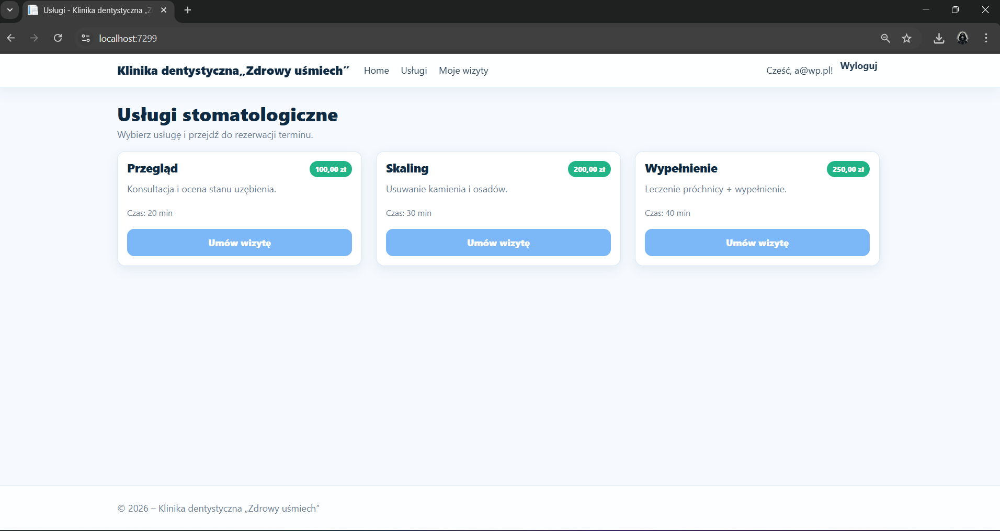 Usługi - Klinika dentystyczna „Z
localhost:7299
Klinika dentystyczna„Zdrowy uśmiech” Home Usługi Moje wizyty Cześć, a@wp.pl! Wyloguj
Usługi stomatologiczne
Wybierz usługę i przejdź do rezerwacji terminu.
Przegląd 100,00 zł
Konsultacja i ocena stanu uzębienia.
Czas: 20 min
Umów wizytę
Skaling 200,00 zł
Usuwanie kamienia i osadów.
Czas: 30 min
Umów wizytę
Wypełnienie 250,00 zł
Leczenie próchnicy + wypełnienie.
Czas: 40 min
Umów wizytę
© 2026 – Klinika dentystyczna „Zdrowy uśmiech”